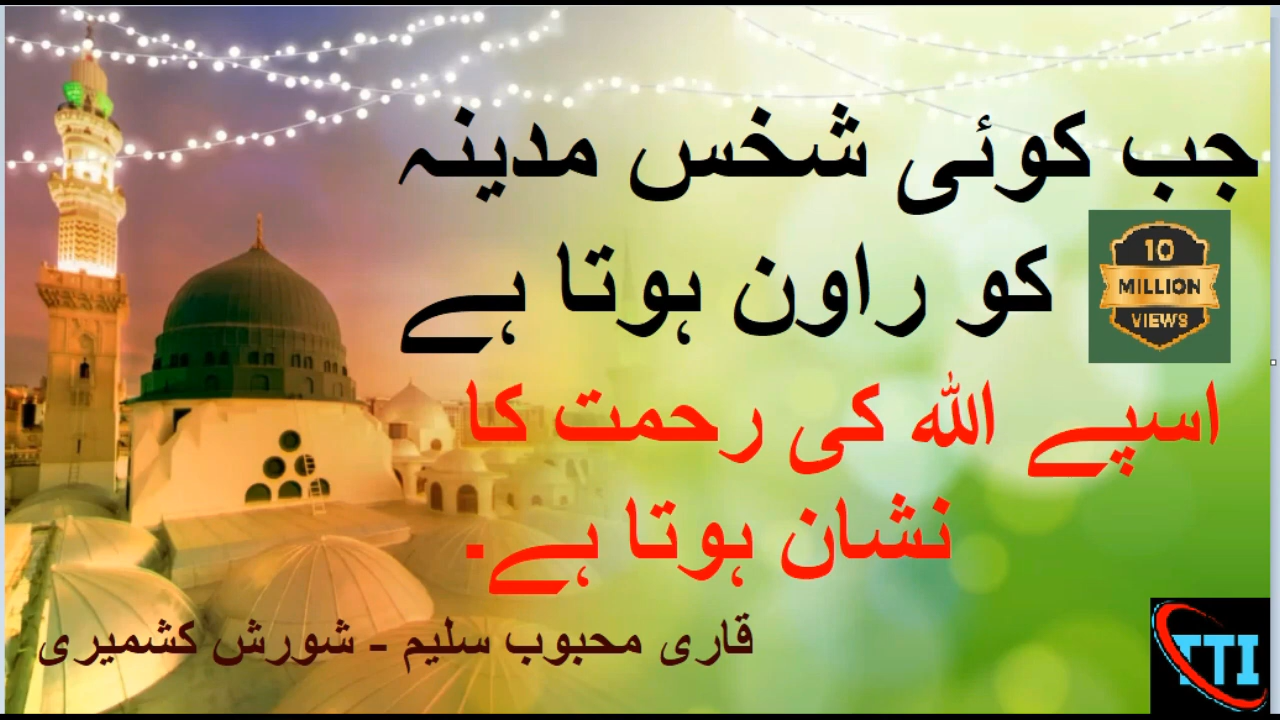 جب کوئی شخس مدینہ
کو راون ہوتا ہے
10
MILLION
VIEWS
اسپے اللہ کی رحمت کا
نشان ہوتا ہے۔
قاری محبوب سلیم - شورش کشمیری
TTI